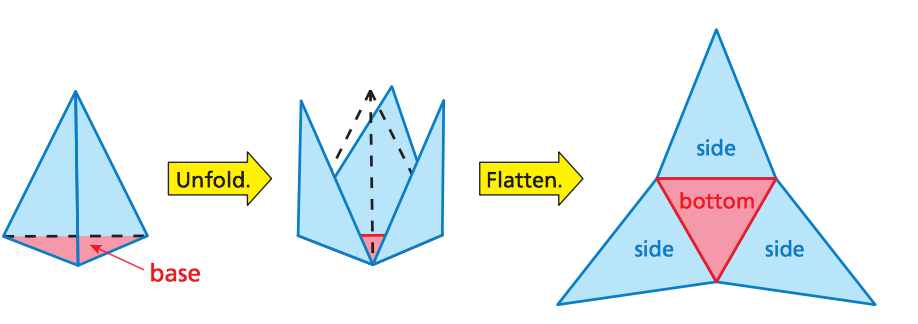 base
Unfold.
Flatten.
side
bottom
side
side